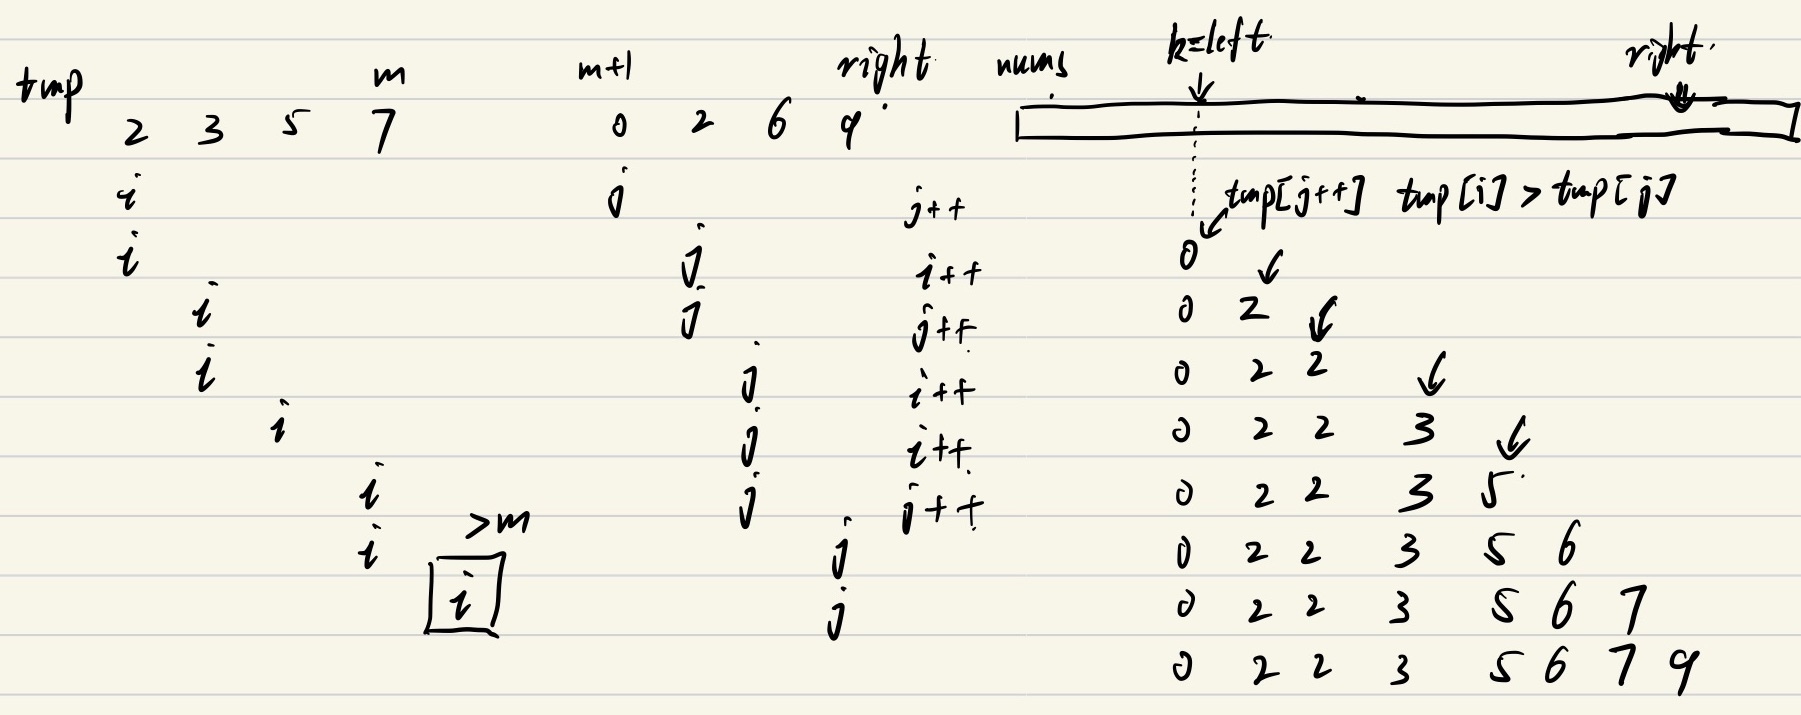 tmp m m+1 right nums k=left right
2 3 5 7 0 2 6 9
i j j++ tmp[j++] tmp[i] > tmp[j]
i j i++ 0
i j j++ 0 2
i j i++ 0 2 2
i j i++ 0 2 2 3
i j j++ 0 2 2 3 5
>m
i j 0 2 2 3 5 6
i j 0 2 2 3 5 6 7
0 2 2 3 5 6 7 9